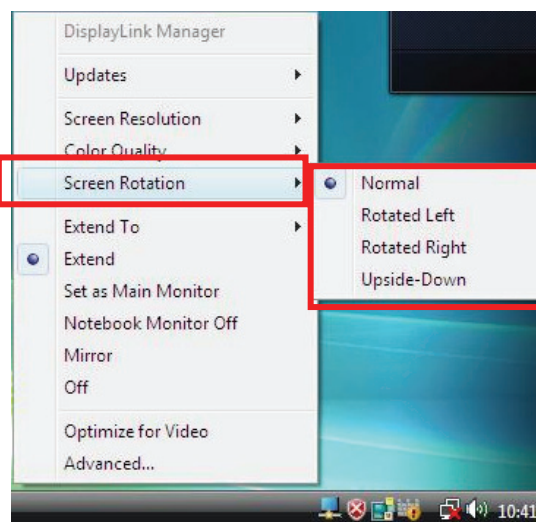 DisplayLink Manager
Updates
Screen Resolution
Color Quality
Screen Rotation
Normal
Rotated Left
Rotated Right
Upside-Down
Extend To
Extend
Set as Main Monitor
Notebook Monitor Off
Mirror
Off
Optimize for Video
Advanced...
10:41